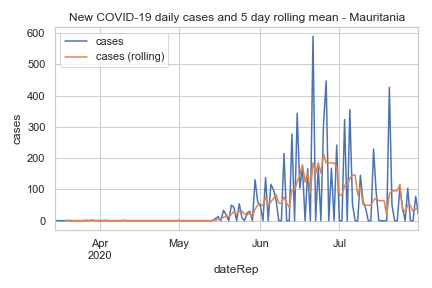 New COVID-19 daily cases and 5 day rolling mean - Mauritania
cases
cases (rolling)
600
500
400
300
200
100
0
cases
Apr
2020
May
Jun
Jul
dateRep